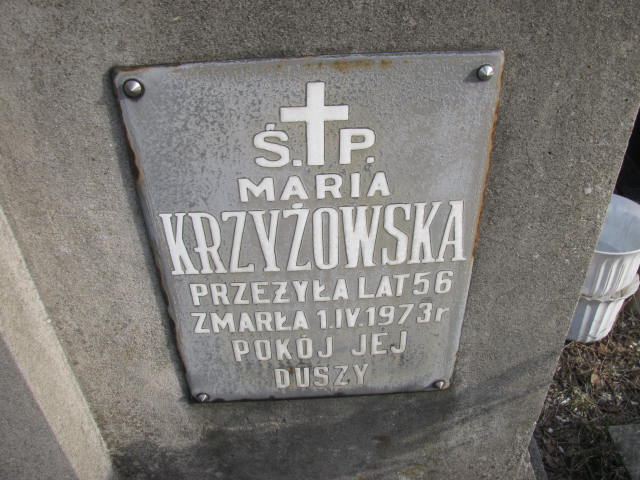 Ś. P.
MARIA
KRZYŻOWSKA
PRZEŻYŁA LAT 56
ZMARŁA 1.IV.1973r
POKÓJ JEJ
DUSZY